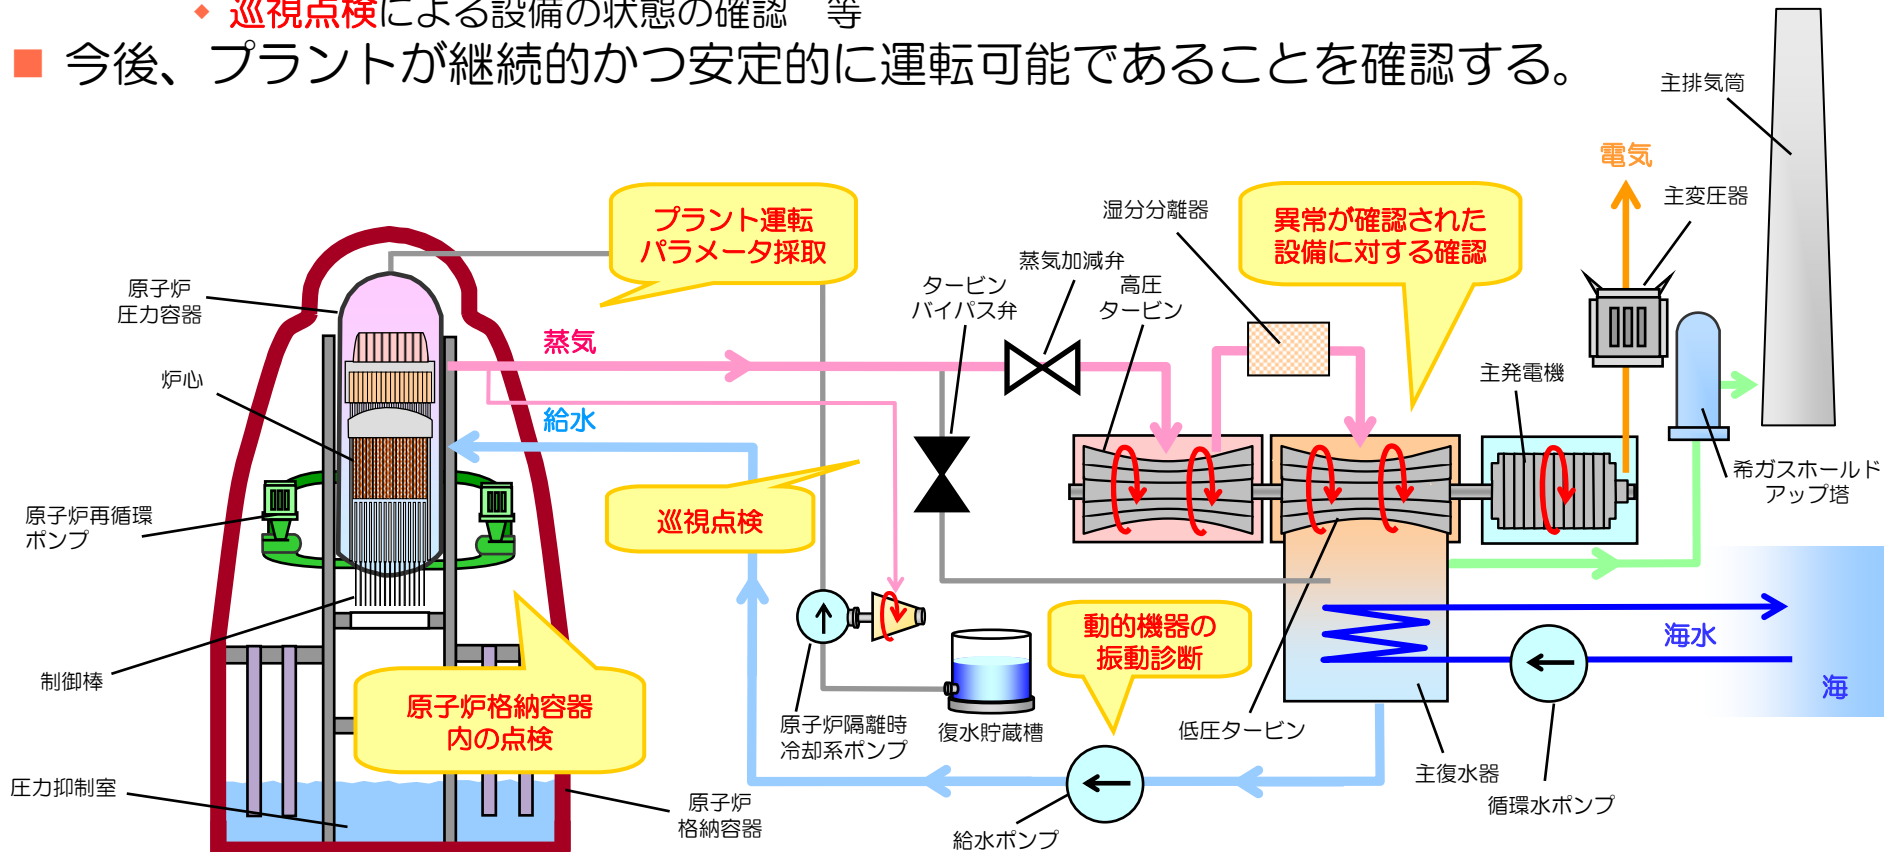 巡視点検による設備の状態の確認　等
今後、プラントが継続的かつ安定的に運転可能であることを確認する。
主排気筒
電気
主変圧器
プラント運転
パラメータ採取
湿分分離器
異常が確認された
設備に対する確認
蒸気加減弁
タービン
バイパス弁
高圧
タービン
原子炉
圧力容器
蒸気
炉心
主発電機
給水
希ガスホールド
アップ塔
原子炉再循環
ポンプ
巡視点検
動的機器の
振動診断
海水
海
制御棒
原子炉格納容器
内の点検
原子炉隔離時
冷却系ポンプ
復水貯蔵槽
低圧タービン
主復水器
圧力抑制室
原子炉
格納容器
循環水ポンプ
給水ポンプ